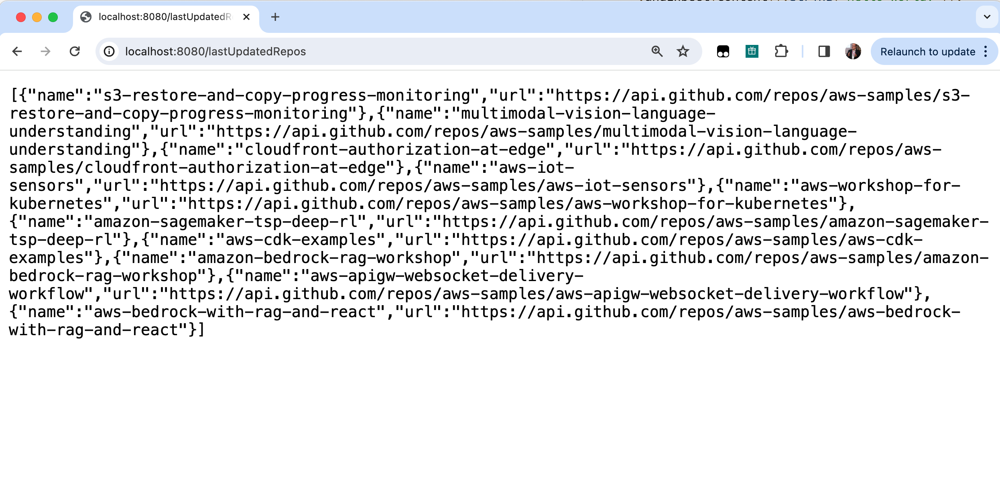 localhost:8080/lastUpdatedR
localhost:8080/lastUpdatedRepos
Relaunch to update
[{"name":"s3-restore-and-copy-progress-monitoring","url":"https://api.github.com/repos/aws-samples/s3-
restore-and-copy-progress-monitoring"},{"name":"multimodal-vision-language-
understanding","url":"https://api.github.com/repos/aws-samples/multimodal-vision-language-
understanding"},{"name":"cloudfront-authorization-at-edge","url":"https://api.github.com/repos/aws-
samples/cloudfront-authorization-at-edge"},{"name":"aws-iot-
sensors","url":"https://api.github.com/repos/aws-samples/aws-iot-sensors"},{"name":"aws-workshop-for-
kubernetes","url":"https://api.github.com/repos/aws-samples/aws-workshop-for-kubernetes"},
{"name":"amazon-sagemaker-tsp-deep-rl","url":"https://api.github.com/repos/aws-samples/amazon-sagemaker-
tsp-deep-rl"},{"name":"aws-cdk-examples","url":"https://api.github.com/repos/aws-samples/aws-cdk-
examples"},{"name":"amazon-bedrock-rag-workshop","url":"https://api.github.com/repos/aws-samples/amazon-
bedrock-rag-workshop"},{"name":"aws-apigw-websocket-delivery-
workflow","url":"https://api.github.com/repos/aws-samples/aws-apigw-websocket-delivery-workflow"},
{"name":"aws-bedrock-with-rag-and-react","url":"https://api.github.com/repos/aws-samples/aws-bedrock-
with-rag-and-react"}]